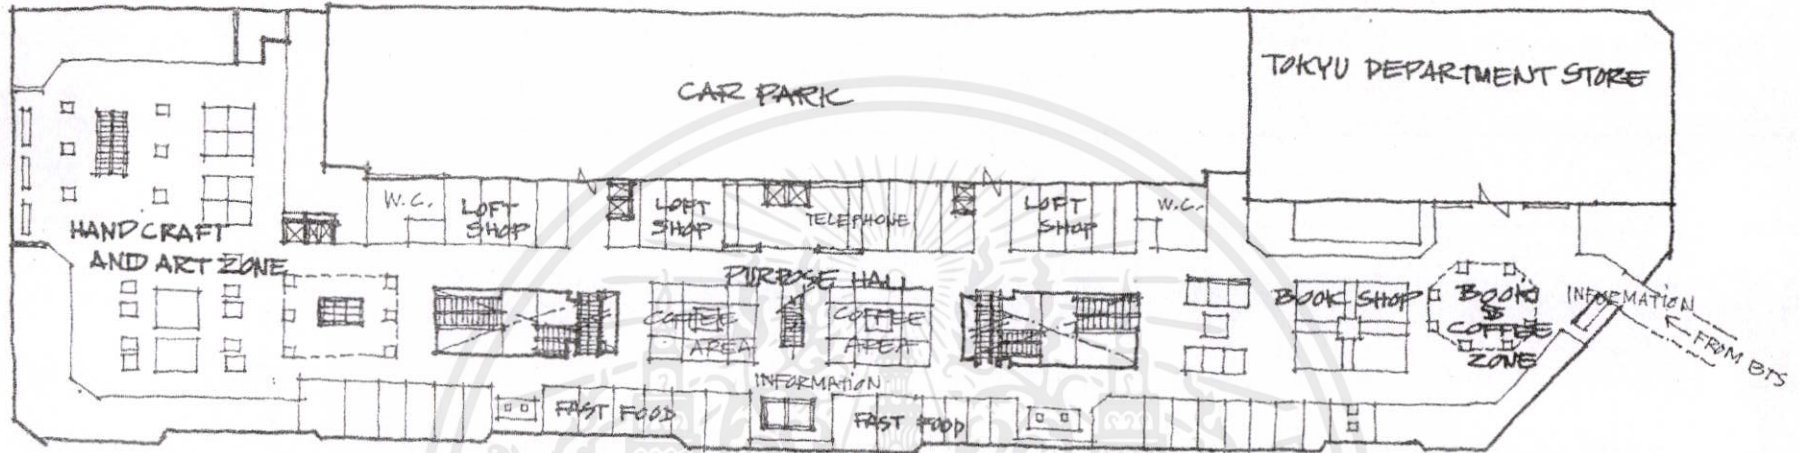 TOKYU DEPARTMENT STORE
CAR PARK
W.C.
LOFT
SHOP
LOFT
SHOP
TELEPHONE
LOFT
SHOP
W.C.
HANDCRAFT
AND ART ZONE
PURPOSE HALL
COFFEE
AREA
COFFEE
AREA
BOOK SHOP
BOOK
&
COFFEE
ZONE
INFORMATION
← FROM BTS
INFORMATION
FAST FOOD
FAST FOOD